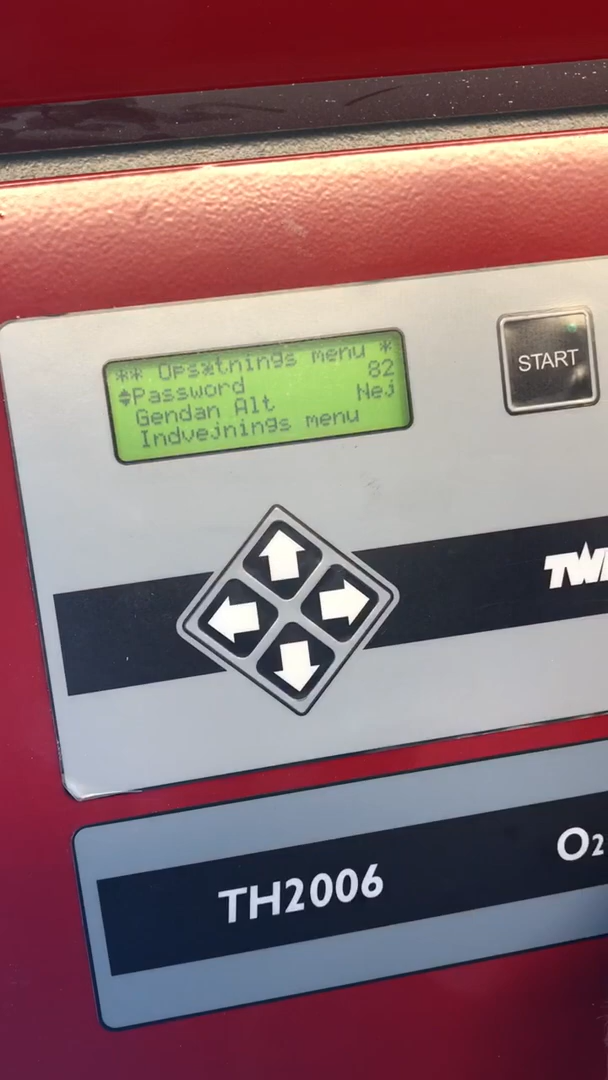 ** Opsætnings menu *
Password 82
Gendan Alt Nej
Indvejnings menu
START
TH2006
O2